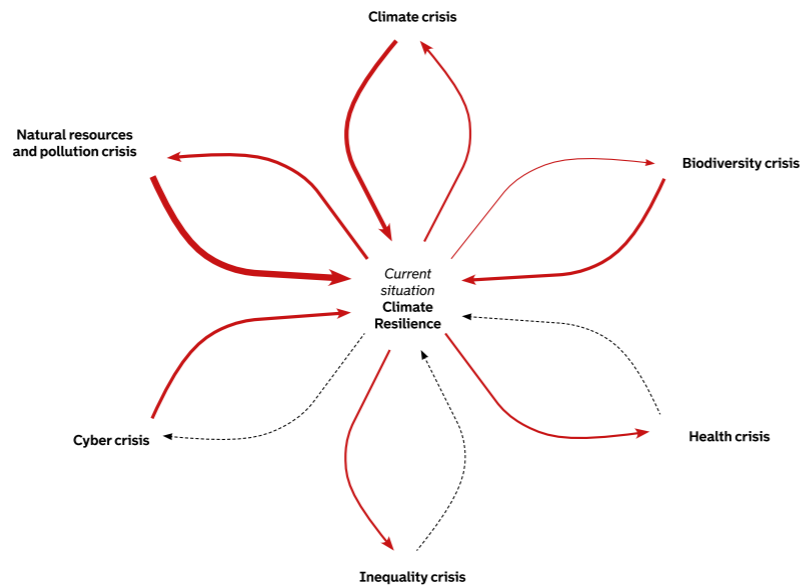 Climate crisis
Natural resources
and pollution crisis
Biodiversity crisis
Current
situation
Climate
Resilience
Cyber crisis
Health crisis
Inequality crisis